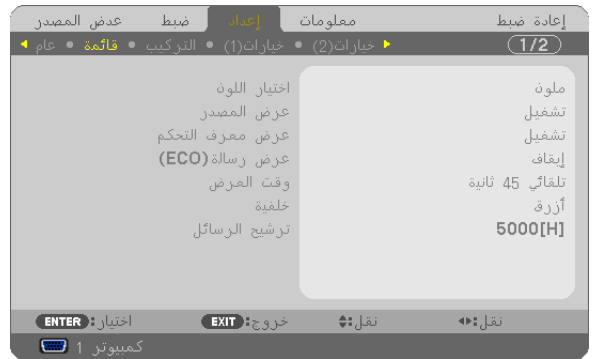 عدض المصدر ضبط إعداد معلومات إعادة ضبط
عام • قائمة • التركيب • خيارات(1) • خيارات(2) 1/2
اختيار اللون ملون
عرض المصدر تشغيل
عرض معرف التحكم تشغيل
عرض رسالة(ECO) إيقاف
وقت العرض تلقائي 45 ثانية
خلفية أزرق
ترشيح الرسائل 5000[H]
ENTER: اختيار EXIT: خروج نقل: نقل:
كمبيوتر 1